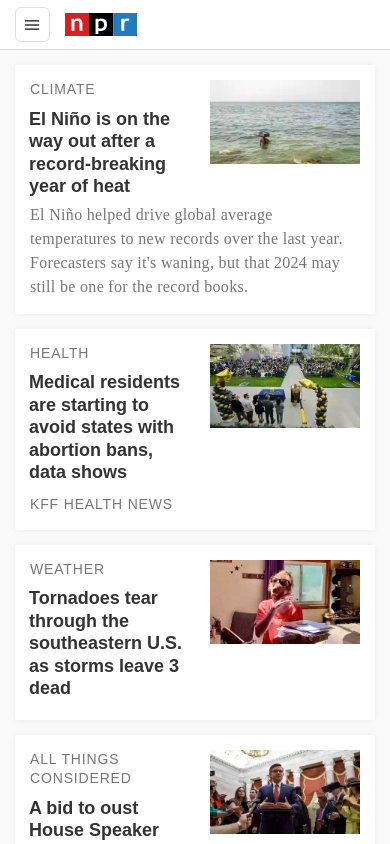 npr
CLIMATE
El Niño is on the
way out after a
record-breaking
year of heat
El Niño helped drive global average
temperatures to new records over the last year.
Forecasters say it's waning, but that 2024 may
still be one for the record books.
HEALTH
Medical residents
are starting to
avoid states with
abortion bans,
data shows
KFF HEALTH NEWS
WEATHER
Tornadoes tear
through the
southeastern U.S.
as storms leave 3
dead
ALL THINGS
CONSIDERED
A bid to oust
House Speaker